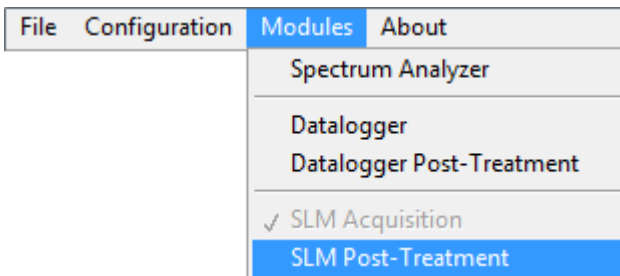 File Configuration Modules About
Spectrum Analyzer
Datalogger
Datalogger Post-Treatment
✓ SLM Acquisition
SLM Post-Treatment